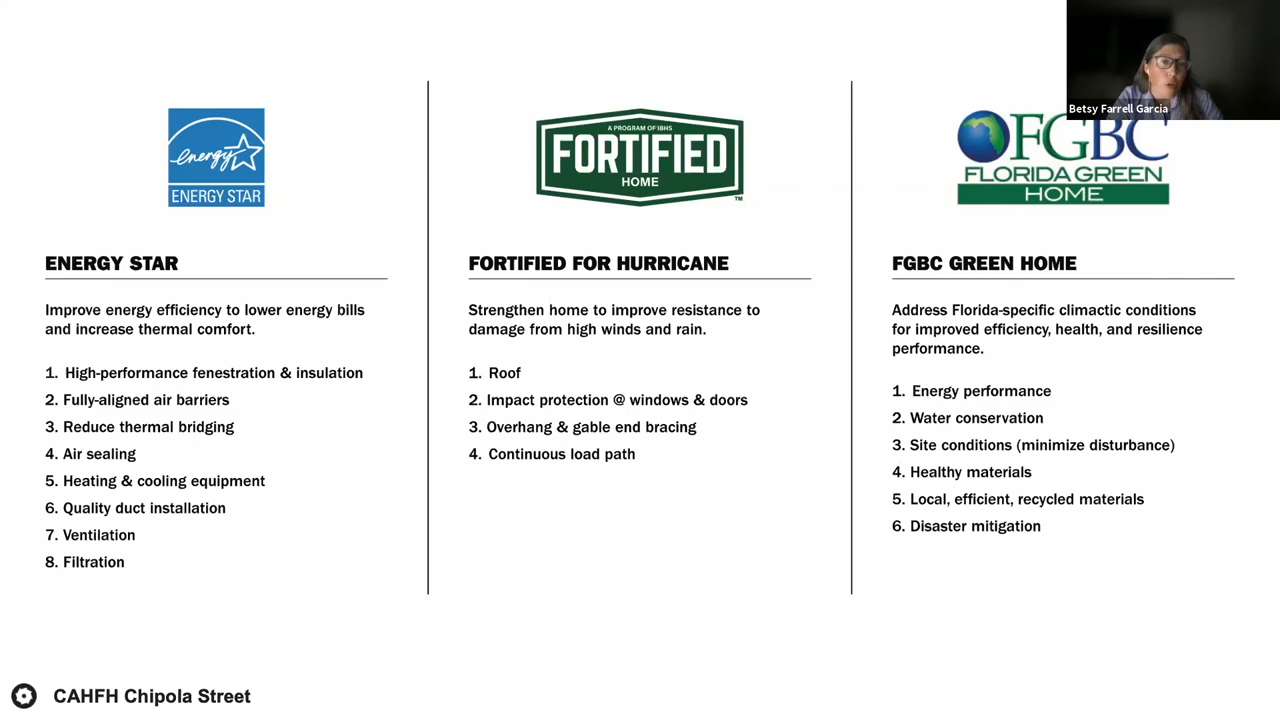 Betsy Farrell Garcia
energy
ENERGY STAR
A PROGRAM OF IBHS
FORTIFIED
HOME
TM
FGBC
FLORIDA GREEN
HOME
ENERGY STAR
Improve energy efficiency to lower energy bills
and increase thermal comfort.
1. High-performance fenestration & insulation
2. Fully-aligned air barriers
3. Reduce thermal bridging
4. Air sealing
5. Heating & cooling equipment
6. Quality duct installation
7. Ventilation
8. Filtration
FORTIFIED FOR HURRICANE
Strengthen home to improve resistance to
damage from high winds and rain.
1. Roof
2. Impact protection @ windows & doors
3. Overhang & gable end bracing
4. Continuous load path
FGBC GREEN HOME
Address Florida-specific climactic conditions
for improved efficiency, health, and resilience
performance.
1. Energy performance
2. Water conservation
3. Site conditions (minimize disturbance)
4. Healthy materials
5. Local, efficient, recycled materials
6. Disaster mitigation
CAHFH Chipola Street